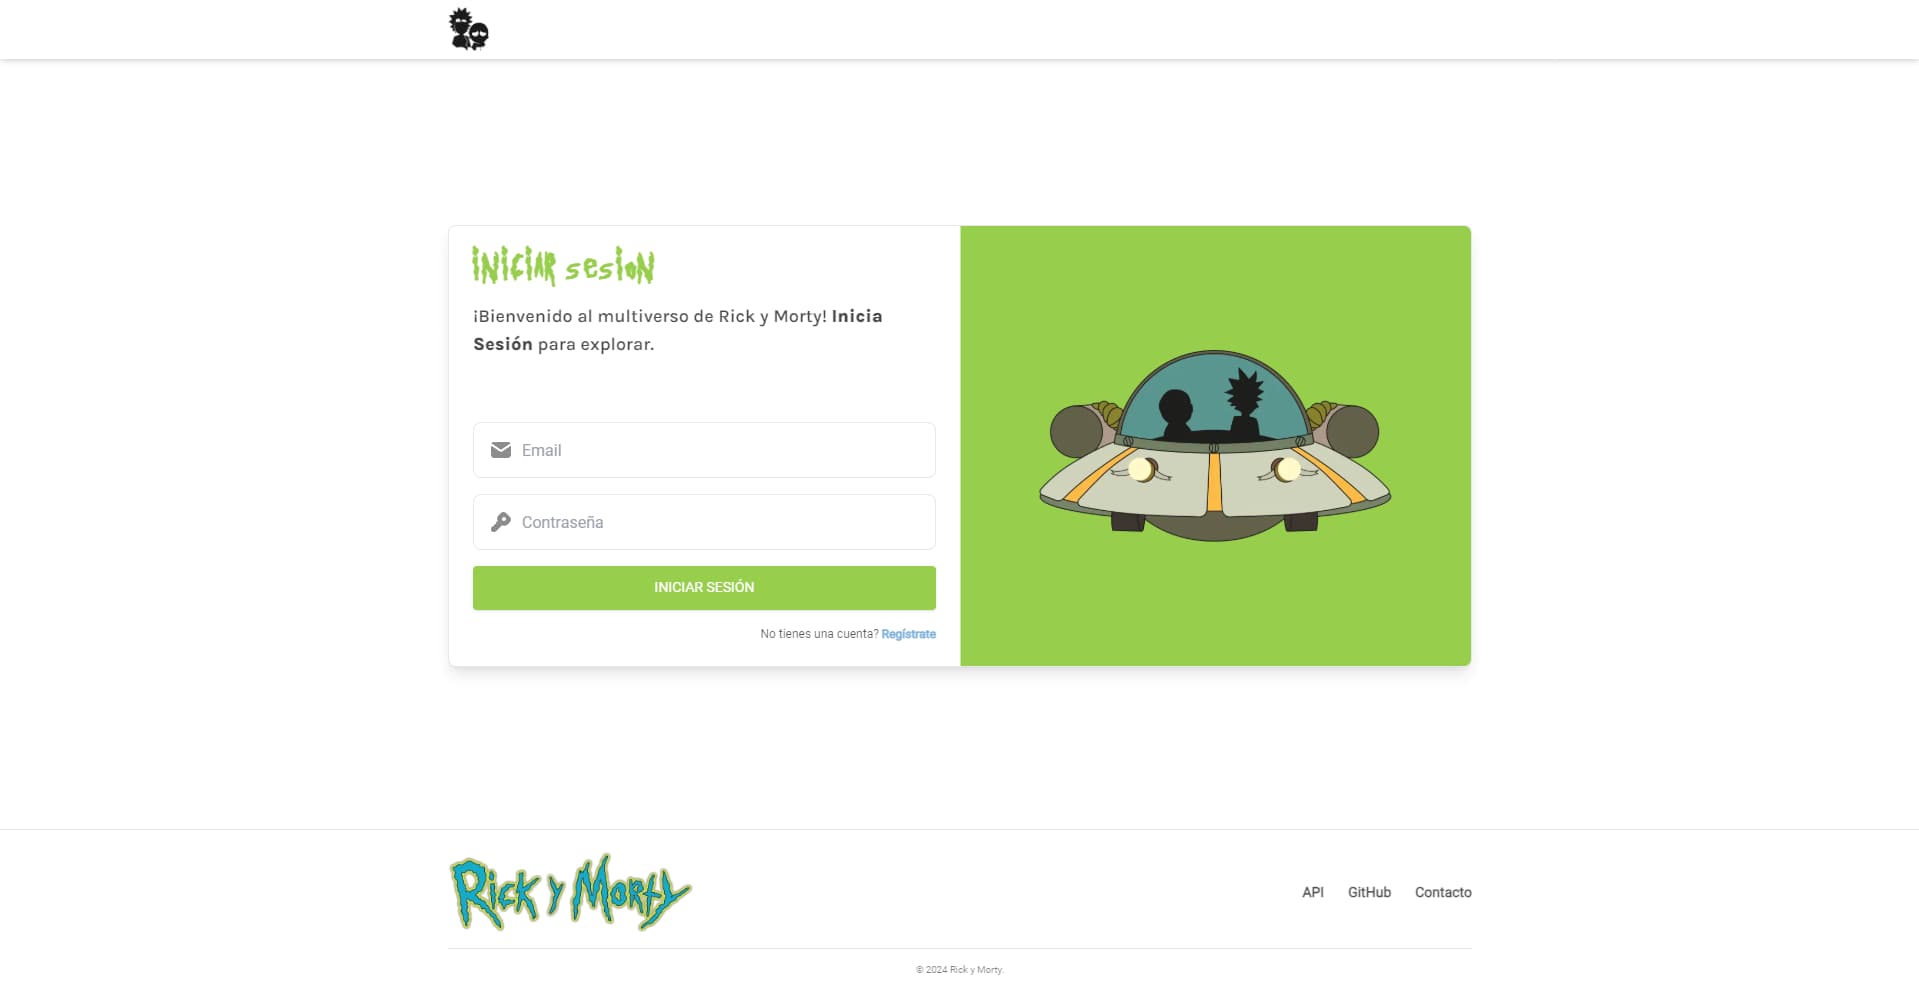 INICIAR sesION
¡Bienvenido al multiverso de Rick y Morty! Inicia
Sesión para explorar.
Email
Contraseña
INICIAR SESIÓN
No tienes una cuenta? Regístrate
Rick y Morty
API GitHub Contacto
© 2024 Rick y Morty.